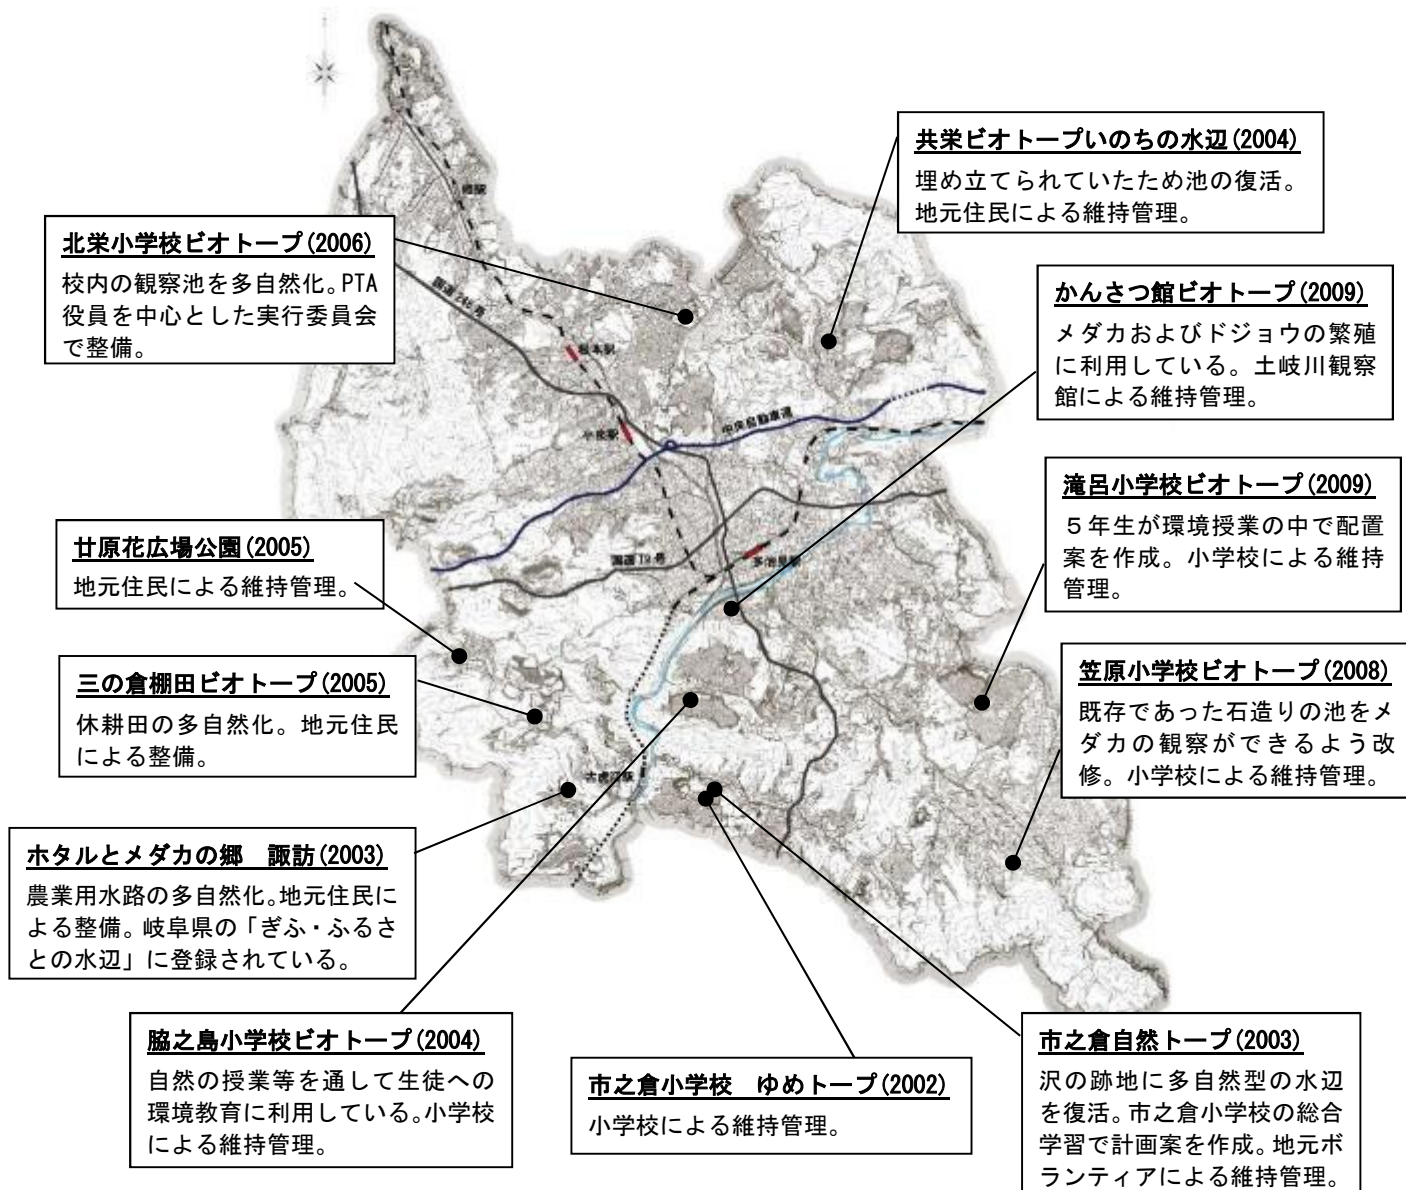 共栄ビオトープいのちの水辺(2004)
埋め立てられていたため池の復活。
地元住民による維持管理。
北栄小学校ビオトープ(2006)
校内の観察池を多自然化。PTA
役員を中心とした実行委員会
で整備。
かんさつ館ビオトープ(2009)
メダカおよびドジョウの繁殖
に利用している。土岐川観察
館による維持管理。
国道248号
根本駅
中央自動車道
滝呂小学校ビオトープ(2009)
5年生が環境授業の中で配置
案を作成。小学校による維持
管理。
廿原花広場公園(2005)
地元住民による維持管理。
国道19号
多治見駅
三の倉棚田ビオトープ(2005)
休耕田の多自然化。地元住民
による整備。
笠原小学校ビオトープ(2008)
既存であった石造りの池をメ
ダカの観察ができるよう改
修。小学校による維持管理。
ホタルとメダカの郷　諏訪(2003)
農業用水路の多自然化。地元住民に
よる整備。岐阜県の「ぎふ・ふるさ
との水辺」に登録されている。
脇之島小学校ビオトープ(2004)
自然の授業等を通して生徒への
環境教育に利用している。小学校
による維持管理。
市之倉小学校　ゆめトープ(2002)
小学校による維持管理。
市之倉自然トープ(2003)
沢の跡地に多自然型の水辺
を復活。市之倉小学校の総合
学習で計画案を作成。地元ボ
ランティアによる維持管理。